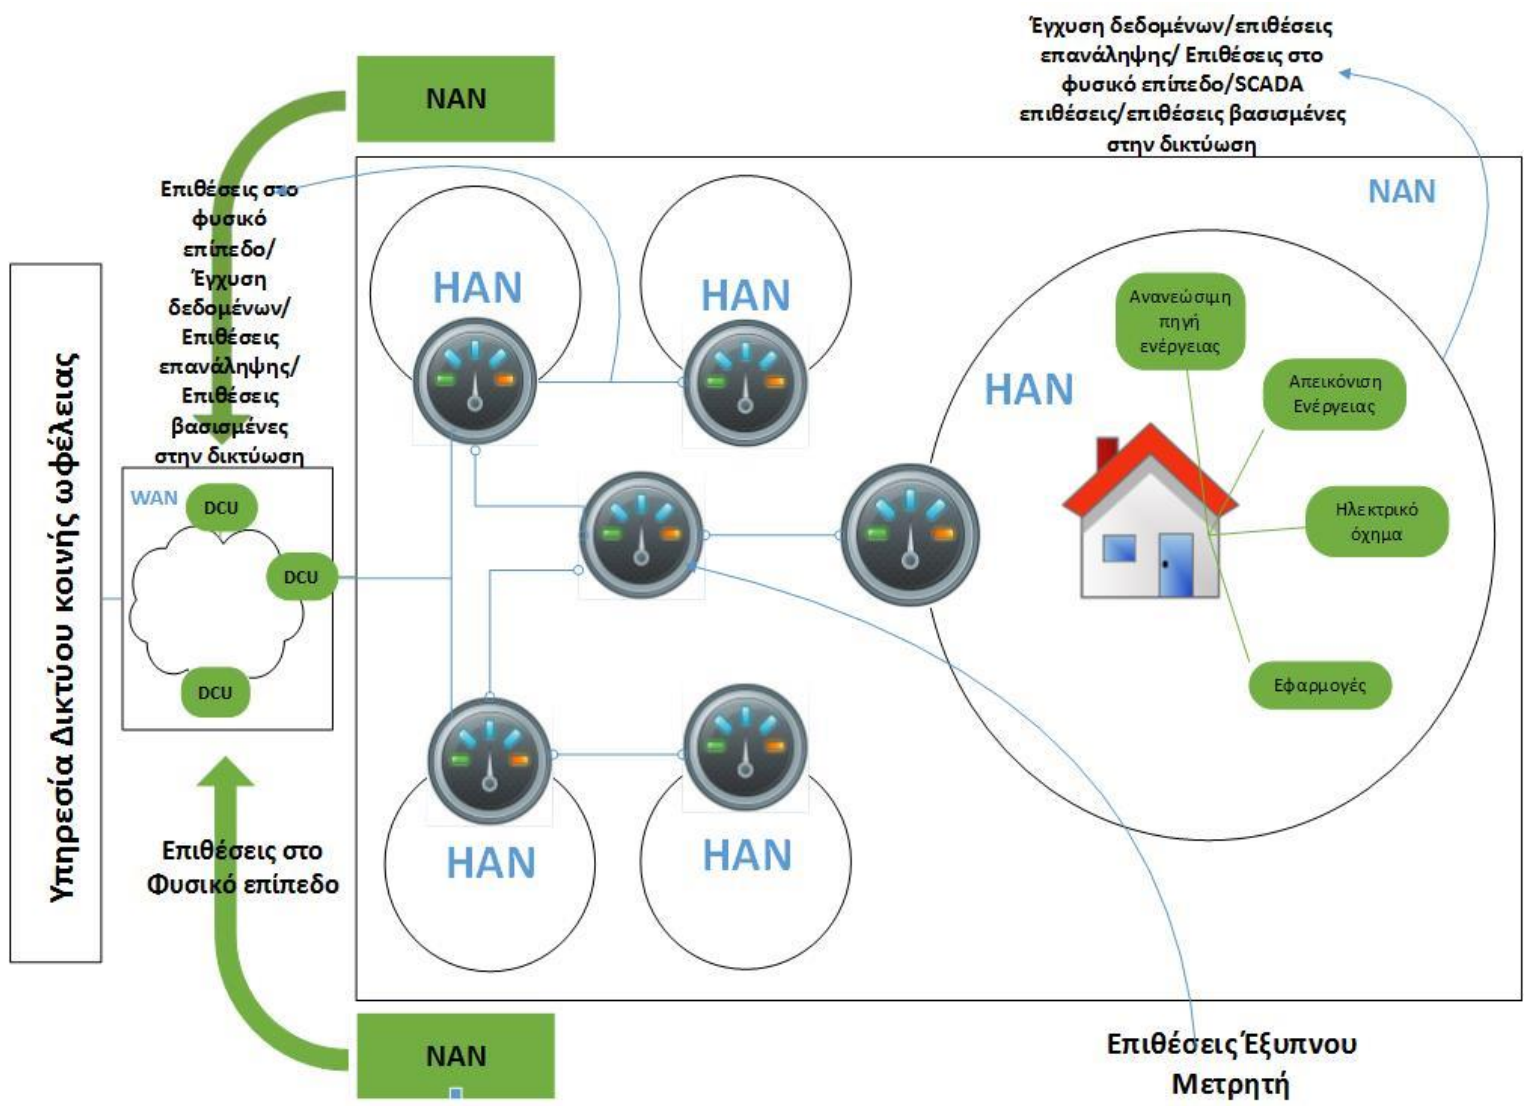 Έγχυση δεδομένων/επιθέσεις
επανάληψης/ Επιθέσεις στο
φυσικό επίπεδο/SCADA
επιθέσεις/επιθέσεις βασισμένες
στην δικτύωση
NAN
NAN
Επιθέσεις στο
φυσικό
επίπεδο/
Έγχυση
δεδομένων/
Επιθέσεις
επανάληψης/
Επιθέσεις
βασισμένες
στην δικτύωση
HAN
HAN
HAN
Ανανεώσιμη
πηγή
ενέργειας
Απεικόνιση
Ενέργειας
Ηλεκτρικό
όχημα
Εφαρμογές
Υπηρεσία Δικτύου κοινής ωφέλειας
WAN
DCU
DCU
DCU
HAN
HAN
Επιθέσεις στο
Φυσικό επίπεδο
NAN
Επιθέσεις Έξυπνου
Μετρητή